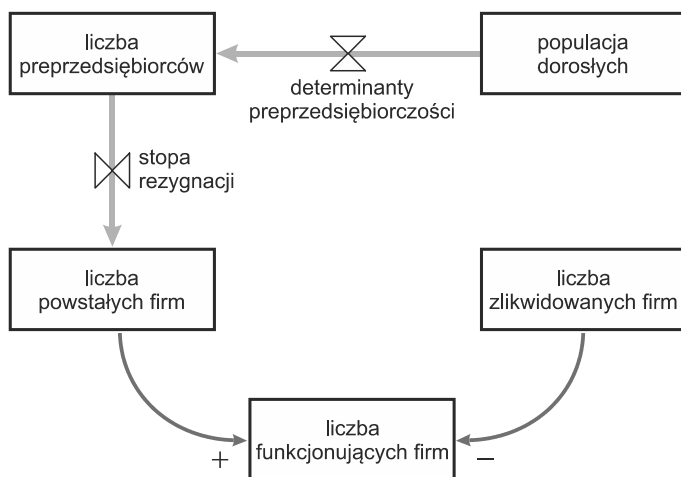 liczba
preprzedsiębiorców
populacja
dorosłych
determinanty
preprzedsiębiorczości
stopa
rezygnacji
liczba
powstałych firm
liczba
zlikwidowanych firm
liczba
funkcjonujących firm
+
–